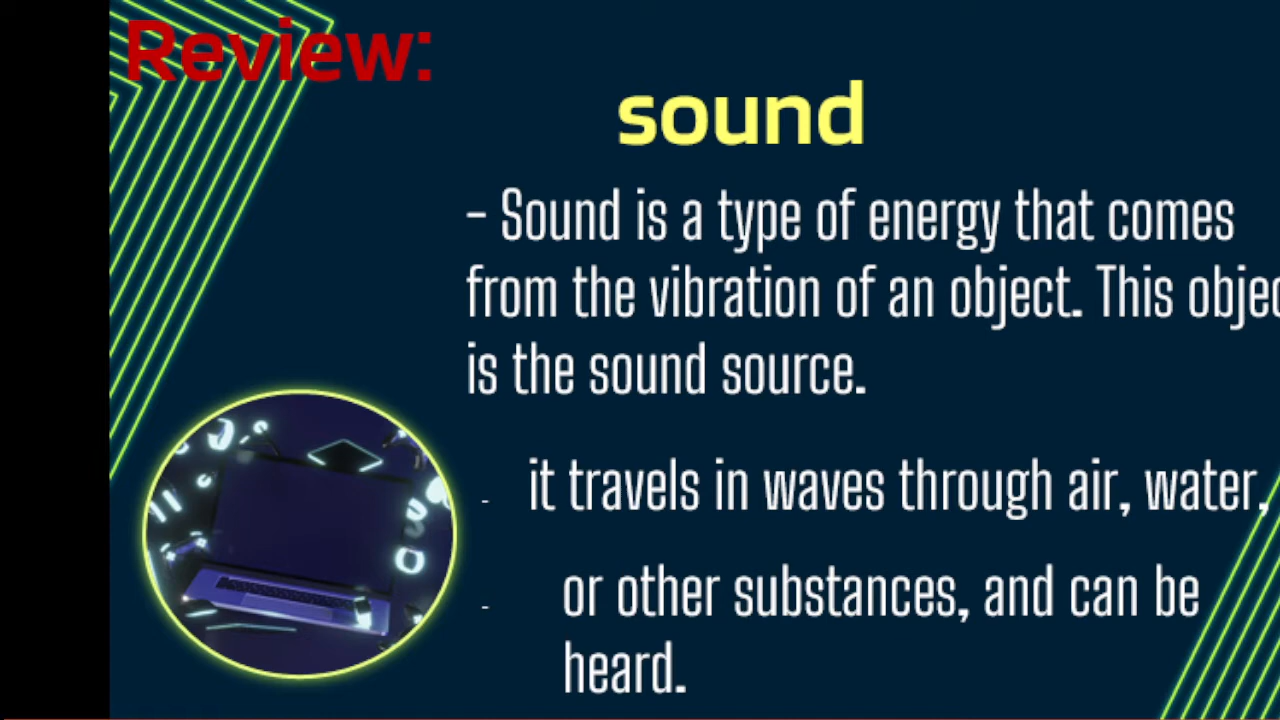 Review:
sound
- Sound is a type of energy that comes
from the vibration of an object. This
is the sound source.
- it travels in waves through air, water,
- or other substances, and can be
heard.